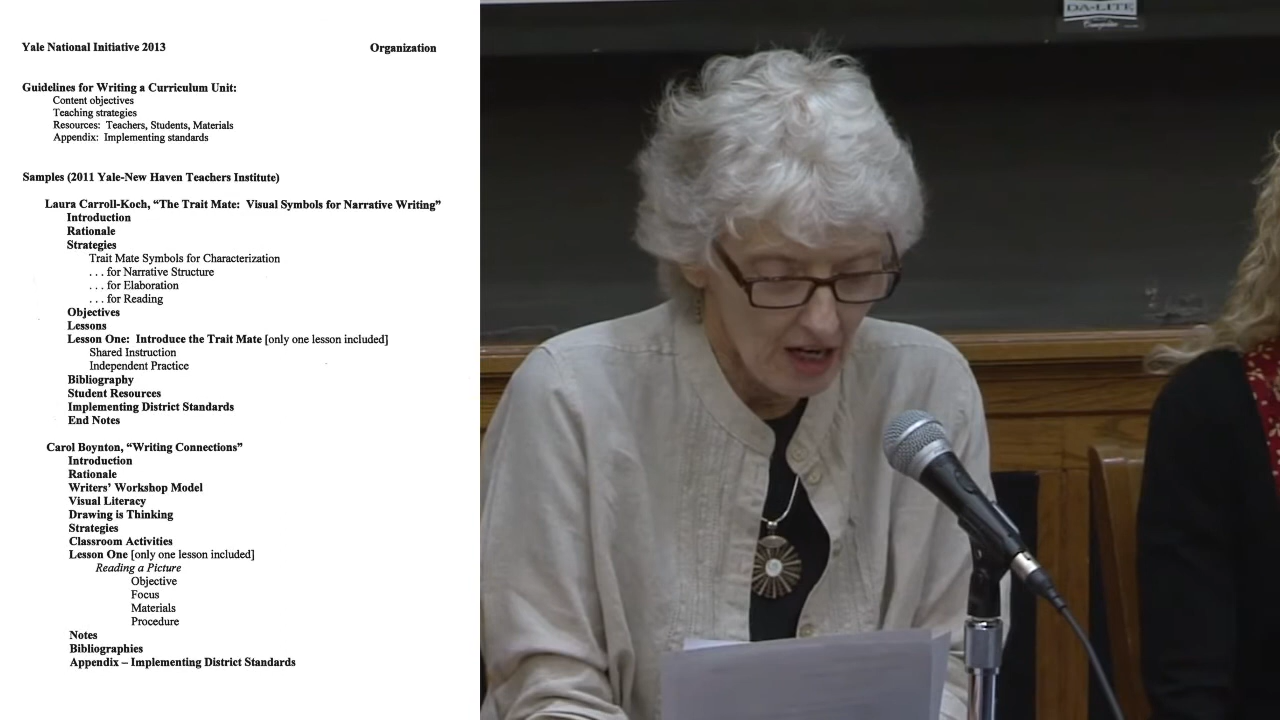 Yale National Initiative 2013 Organization
Guidelines for Writing a Curriculum Unit:
Content objectives
Teaching strategies
Resources: Teachers, Students, Materials
Appendix: Implementing standards
Samples (2011 Yale-New Haven Teachers Institute)
Laura Carroll-Koch, “The Trait Mate: Visual Symbols for Narrative Writing”
Introduction
Rationale
Strategies
Trait Mate Symbols for Characterization
. . . for Narrative Structure
. . . for Elaboration
. . . for Reading
Objectives
Lessons
Lesson One: Introduce the Trait Mate [only one lesson included]
Shared Instruction
Independent Practice
Bibliography
Student Resources
Implementing District Standards
End Notes
Carol Boynton, “Writing Connections”
Introduction
Rationale
Writers’ Workshop Model
Visual Literacy
Drawing is Thinking
Strategies
Classroom Activities
Lesson One [only one lesson included]
Reading a Picture
Objective
Focus
Materials
Procedure
Notes
Bibliographies
Appendix – Implementing District Standards
DA-LITE